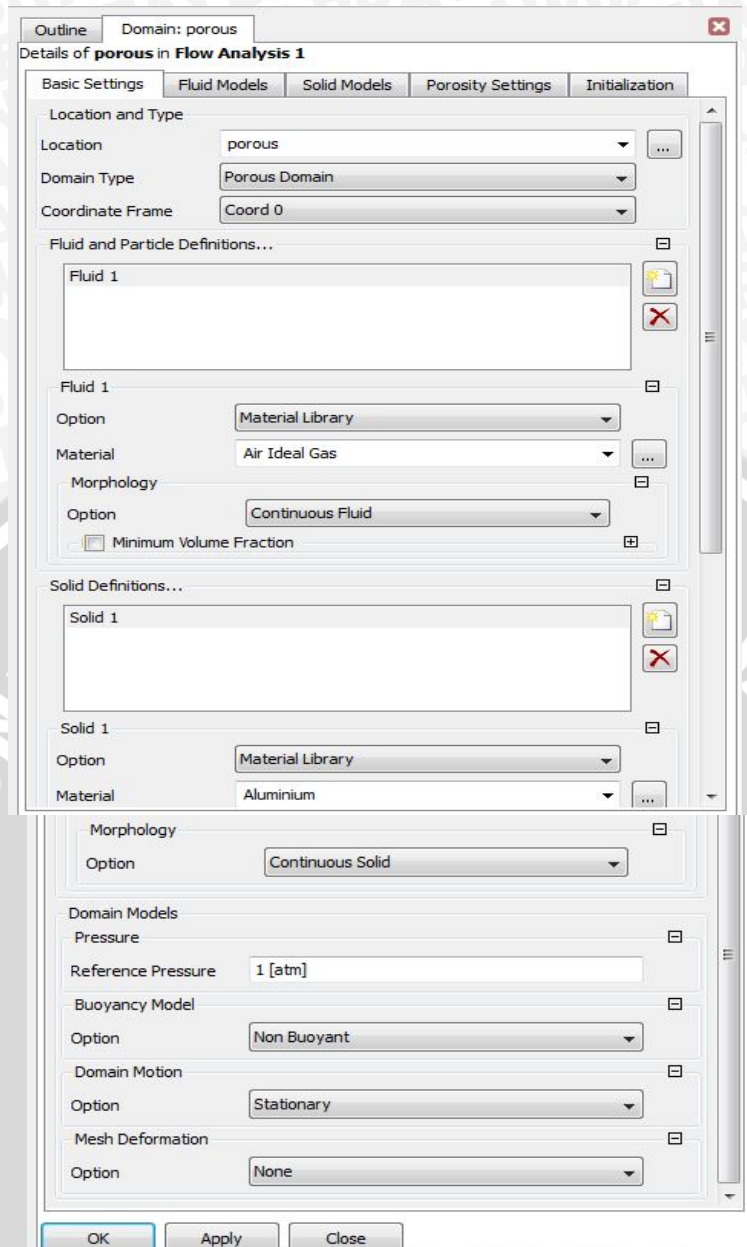 Outline Domain: porous
Details of porous in Flow Analysis 1
Basic Settings Fluid Models Solid Models Porosity Settings Initialization
Location and Type
Location porous ...
Domain Type Porous Domain
Coordinate Frame Coord 0
Fluid and Particle Definitions...
Fluid 1
Fluid 1
Option Material Library
Material Air Ideal Gas ...
Morphology
Option Continuous Fluid
Minimum Volume Fraction
Solid Definitions...
Solid 1
Solid 1
Option Material Library
Material Aluminium ...
Morphology
Option Continuous Solid
Domain Models
Pressure
Reference Pressure 1 [atm]
Buoyancy Model
Option Non Buoyant
Domain Motion
Option Stationary
Mesh Deformation
Option None
OK Apply Close